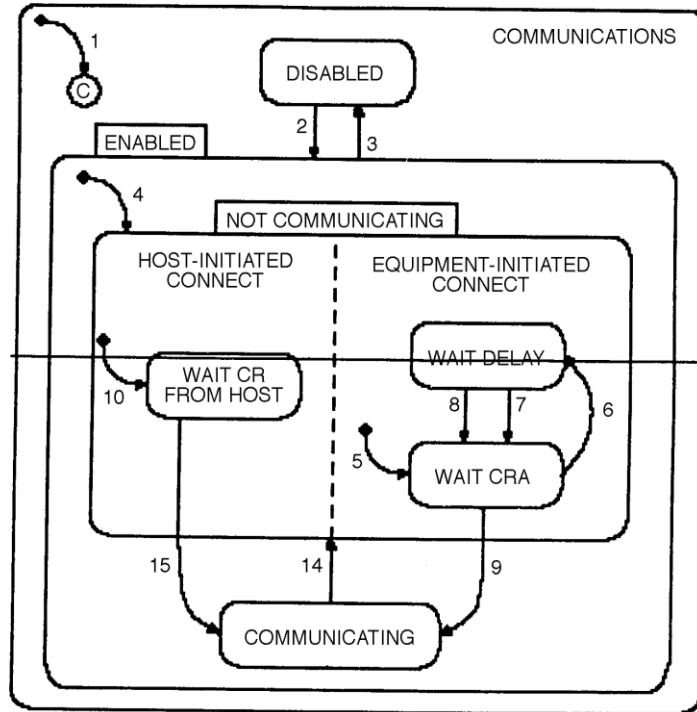 COMMUNICATIONS
1
C
DISABLED
2
3
ENABLED
4
NOT COMMUNICATING
HOST-INITIATED
CONNECT
EQUIPMENT-INITIATED
CONNECT
WAIT DELAY
WAIT CR
FROM HOST
10
8
7
6
5
WAIT CRA
15
14
9
COMMUNICATING